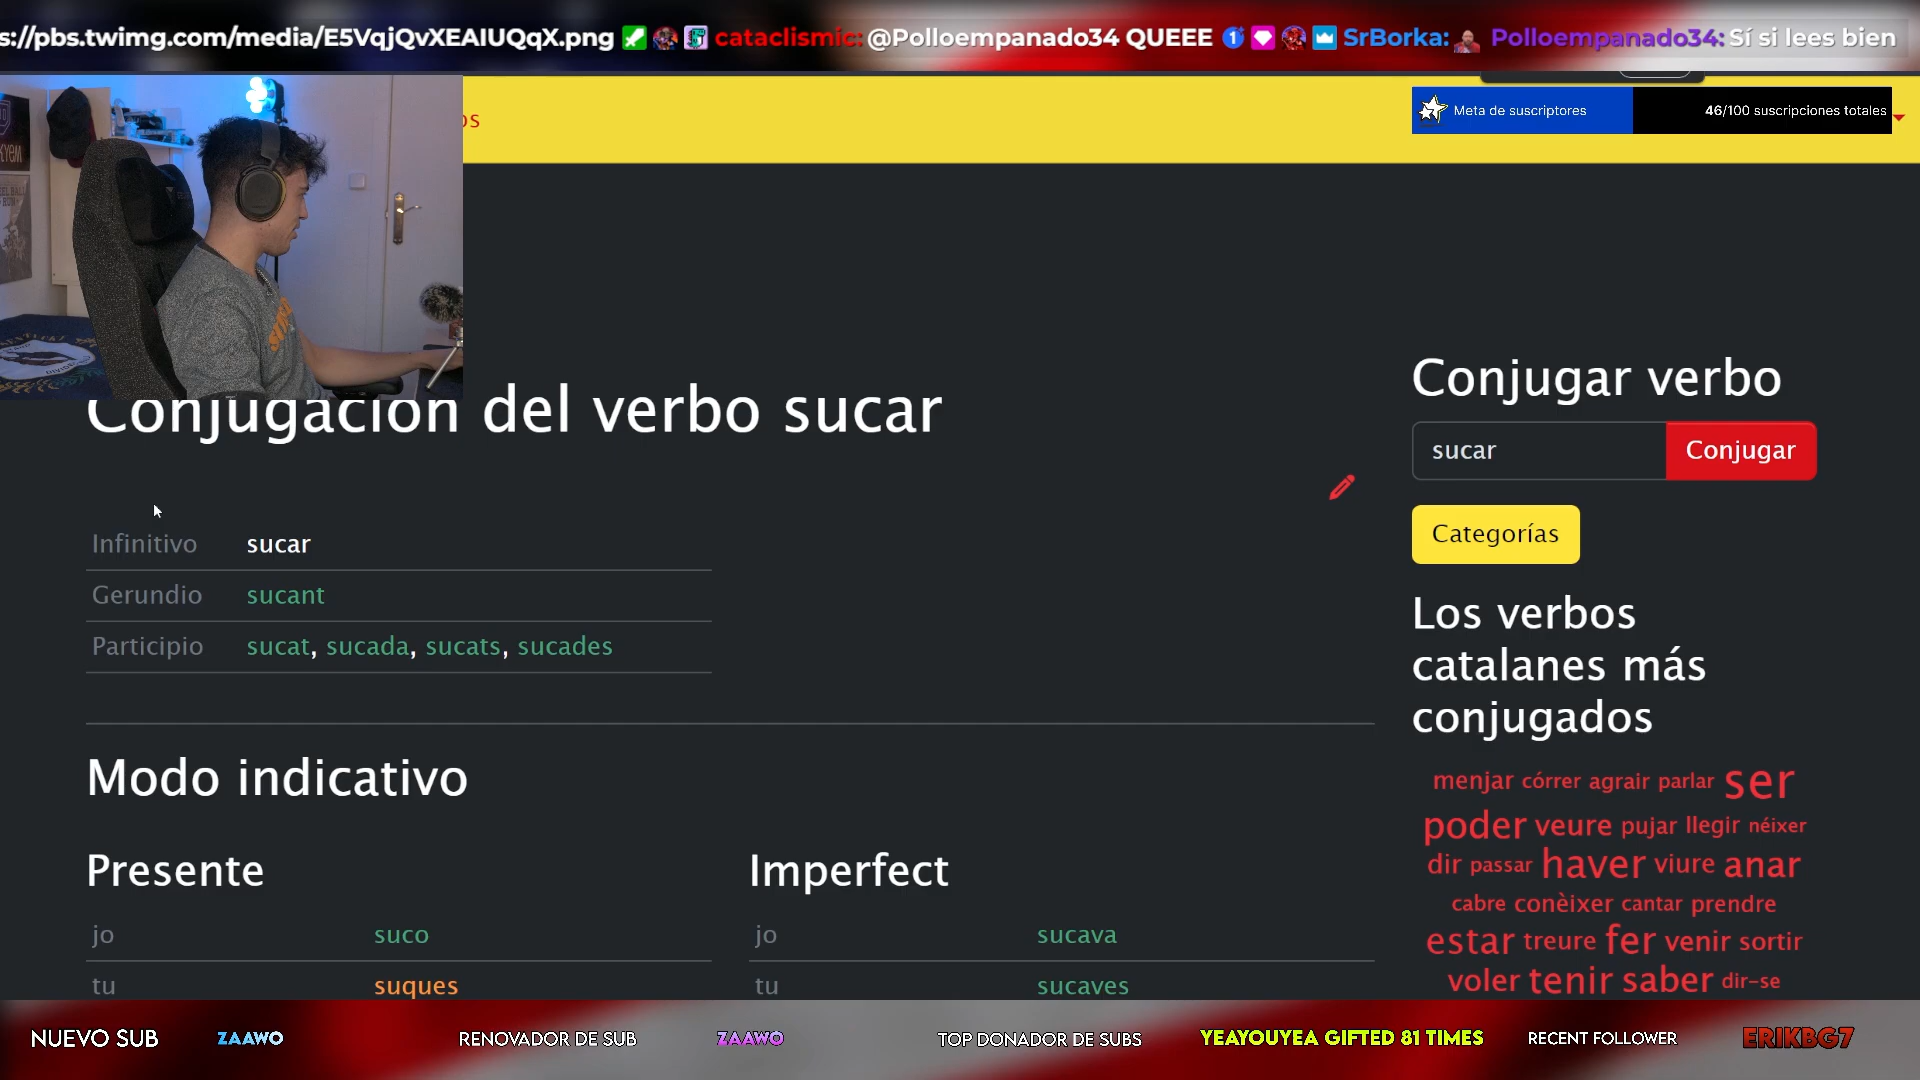 s://pbs.twimg.com/media/E5VqjQvXEAIUQqX.png cataclismic: @Polloempanado34 QUEEE 1 SrBorka: Polloempanado34: Sí si lees bien
os
Meta de suscriptores 46/100 suscripciones totales
Conjugación del verbo sucar
Infinitivo sucar
Gerundio sucant
Participio sucat, sucada, sucats, sucades
Modo indicativo
Presente
jo suco
tu suques
Imperfect
jo sucava
tu sucaves
Conjugar verbo
sucar Conjugar
Categorías
Los verbos
catalanes más
conjugados
menjar córrer agrair parlar ser
poder veure pujar llegir néixer
dir passar haver viure anar
cabre conèixer cantar prendre
estar treure fer venir sortir
voler tenir saber dir-se
NUEVO SUB ZAAWO RENOVADOR DE SUB ZAAWO TOP DONADOR DE SUBS YEAYOUYEA GIFTED 81 TIMES RECENT FOLLOWER ERIKBG7